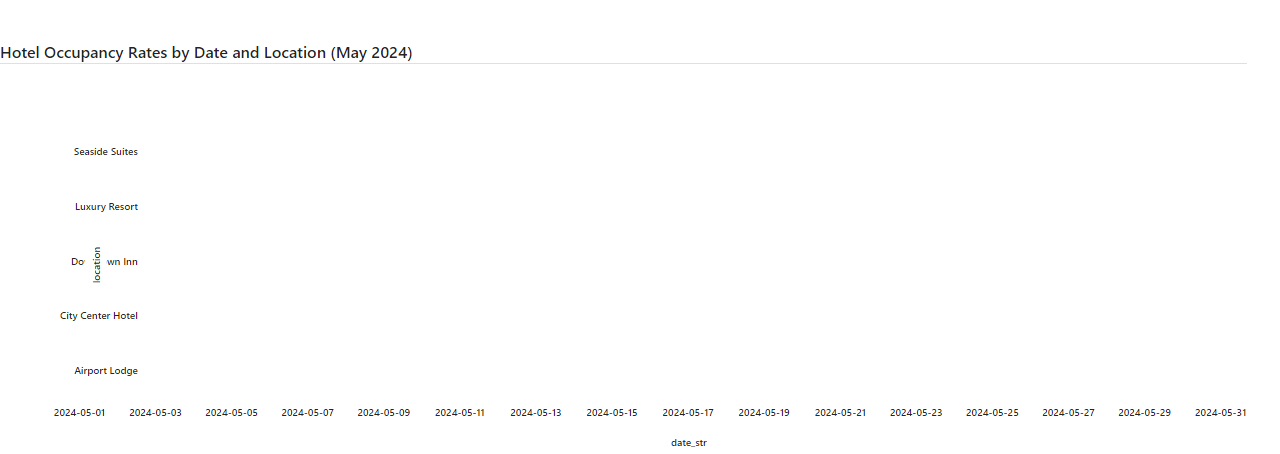 Hotel Occupancy Rates by Date and Location (May 2024)
Seaside Suites
Luxury Resort
location
Inn
City Center Hotel
Airport Lodge
2024-05-01 2024-05-03 2024-05-05 2024-05-07 2024-05-09 2024-05-11 2024-05-13 2024-05-15 2024-05-17 2024-05-19 2024-05-21 2024-05-23 2024-05-25 2024-05-27 2024-05-29 2024-05-31
date_str